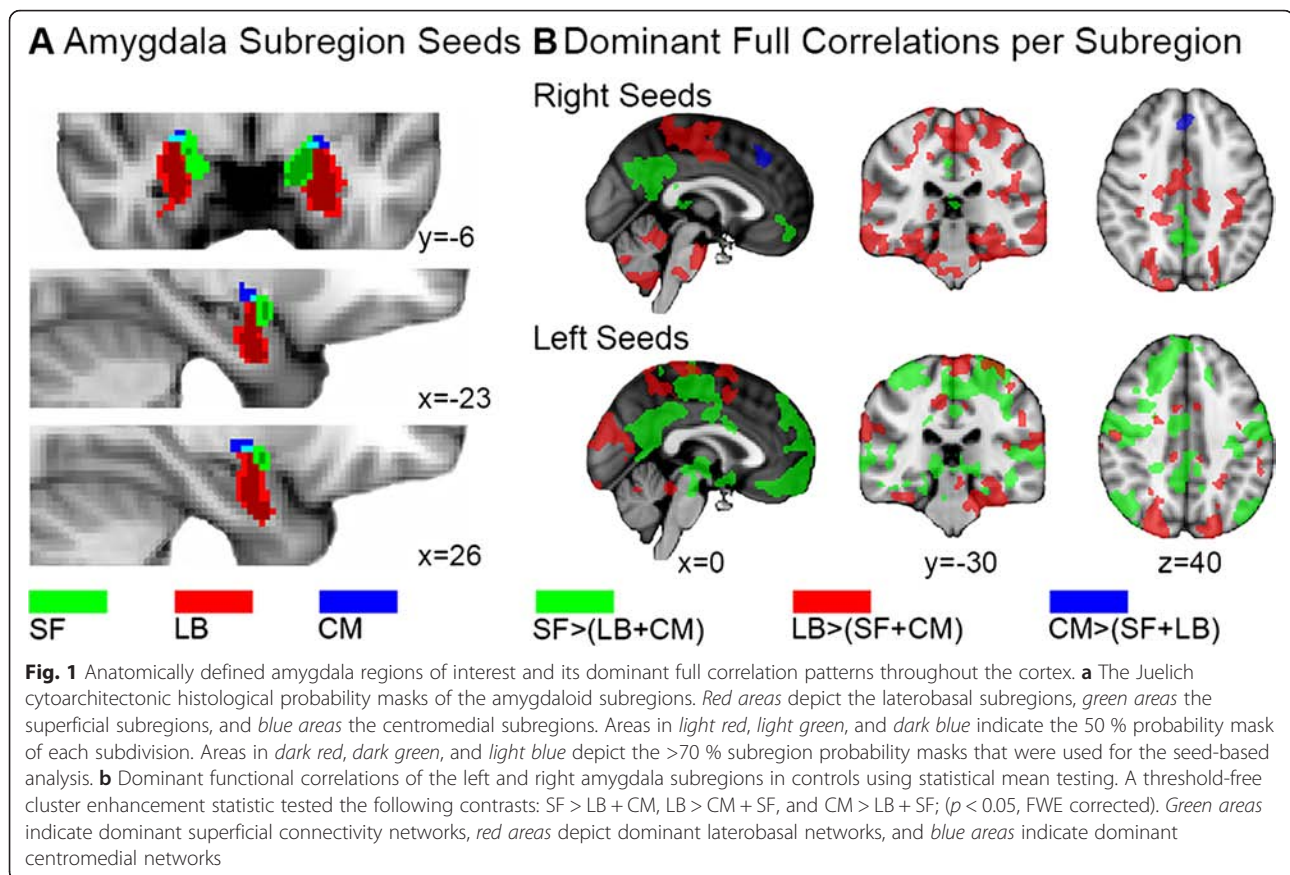 A Amygdala Subregion Seeds
B Dominant Full Correlations per Subregion
Right Seeds
y=-6
x=-23
x=26
Left Seeds
x=0 y=-30 z=40
SF LB CM
SF>(LB+CM) LB>(SF+CM) CM>(SF+LB)
Fig. 1 Anatomically defined amygdala regions of interest and its dominant full correlation patterns throughout the cortex. a The Juelich
cytoarchitectonic histological probability masks of the amygdaloid subregions. Red areas depict the laterobasal subregions, green areas the
superficial subregions, and blue areas the centromedial subregions. Areas in light red, light green, and dark blue indicate the 50 % probability mask
of each subdivision. Areas in dark red, dark green, and light blue depict the >70 % subregion probability masks that were used for the seed-based
analysis. b Dominant functional correlations of the left and right amygdala subregions in controls using statistical mean testing. A threshold-free
cluster enhancement statistic tested the following contrasts: SF > LB + CM, LB > CM + SF, and CM > LB + SF; (p < 0.05, FWE corrected). Green areas
indicate dominant superficial connectivity networks, red areas depict dominant laterobasal networks, and blue areas indicate dominant
centromedial networks